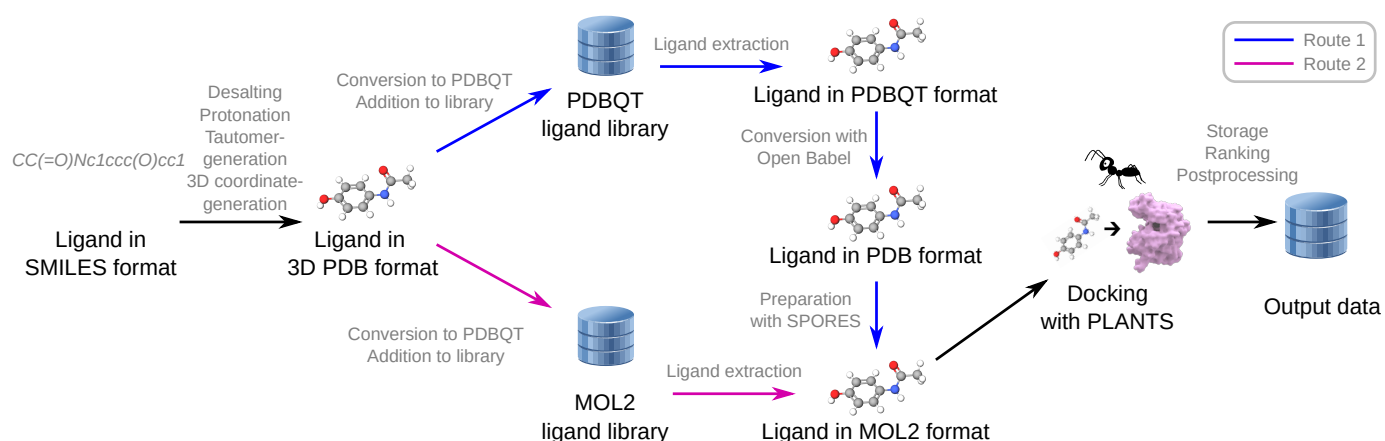 CC(=O)Nc1ccc(O)cc1
Ligand in
SMILES format
Desalting
Protonation
Tautomer-
generation
3D coordinate-
generation
Ligand in
3D PDB format
Conversion to PDBQT
Addition to library
PDBQT
ligand library
Ligand extraction
Ligand in PDBQT format
Conversion with
Open Babel
Ligand in PDB format
Preparation
with SPORES
Conversion to PDBQT
Addition to library
MOL2
ligand library
Ligand extraction
Ligand in MOL2 format
Docking
with PLANTS
Storage
Ranking
Postprocessing
Output data
Route 1
Route 2